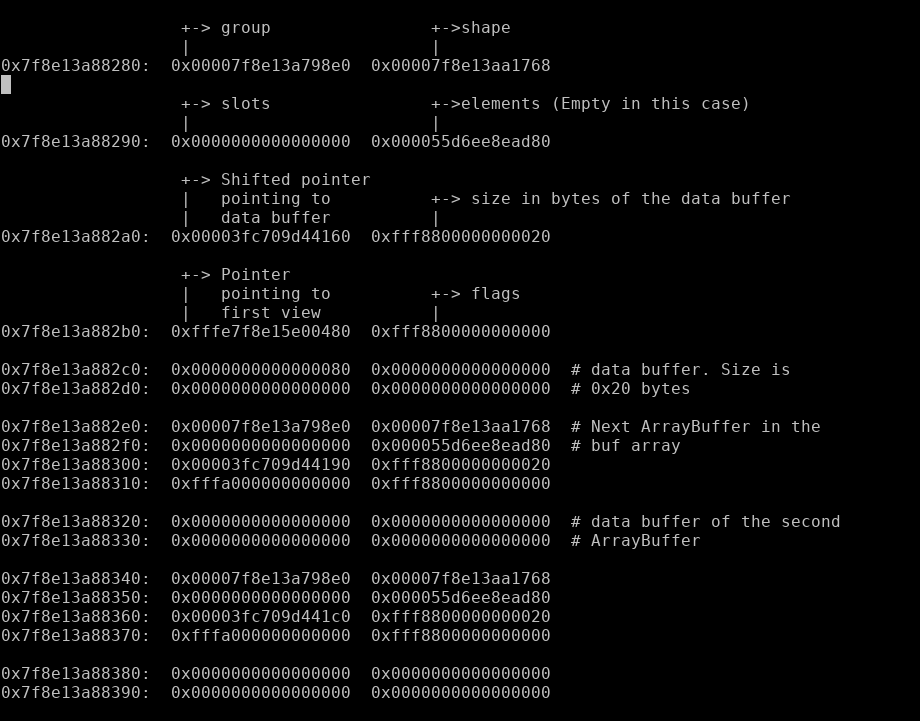 +-> group                +->shape
                  |                        |
0x7f8e13a88280:  0x00007f8e13a798e0  0x00007f8e13aa1768
                  +-> slots                +->elements (Empty in this case)
                  |                        |
0x7f8e13a88290:  0x0000000000000000  0x000055d6ee8ead80
                  +-> Shifted pointer
                  |   pointing to          +-> size in bytes of the data buffer
                  |   data buffer          |
0x7f8e13a882a0:  0x00003fc709d44160  0xfff8800000000020
                  +-> Pointer
                  |   pointing to          +-> flags
                  |   first view           |
0x7f8e13a882b0:  0xfffe7f8e15e00480  0xfff8800000000000
0x7f8e13a882c0:  0x0000000000000080  0x0000000000000000  # data buffer. Size is
0x7f8e13a882d0:  0x0000000000000000  0x0000000000000000  # 0x20 bytes
0x7f8e13a882e0:  0x00007f8e13a798e0  0x00007f8e13aa1768  # Next ArrayBuffer in the
0x7f8e13a882f0:  0x0000000000000000  0x000055d6ee8ead80  # buf array
0x7f8e13a88300:  0x00003fc709d44190  0xfff8800000000020
0x7f8e13a88310:  0xfffa000000000000  0xfff8800000000000
0x7f8e13a88320:  0x0000000000000000  0x0000000000000000  # data buffer of the second
0x7f8e13a88330:  0x0000000000000000  0x0000000000000000  # ArrayBuffer
0x7f8e13a88340:  0x00007f8e13a798e0  0x00007f8e13aa1768
0x7f8e13a88350:  0x0000000000000000  0x000055d6ee8ead80
0x7f8e13a88360:  0x00003fc709d441c0  0xfff8800000000020
0x7f8e13a88370:  0xfffa000000000000  0xfff8800000000000
0x7f8e13a88380:  0x0000000000000000  0x0000000000000000
0x7f8e13a88390:  0x0000000000000000  0x0000000000000000